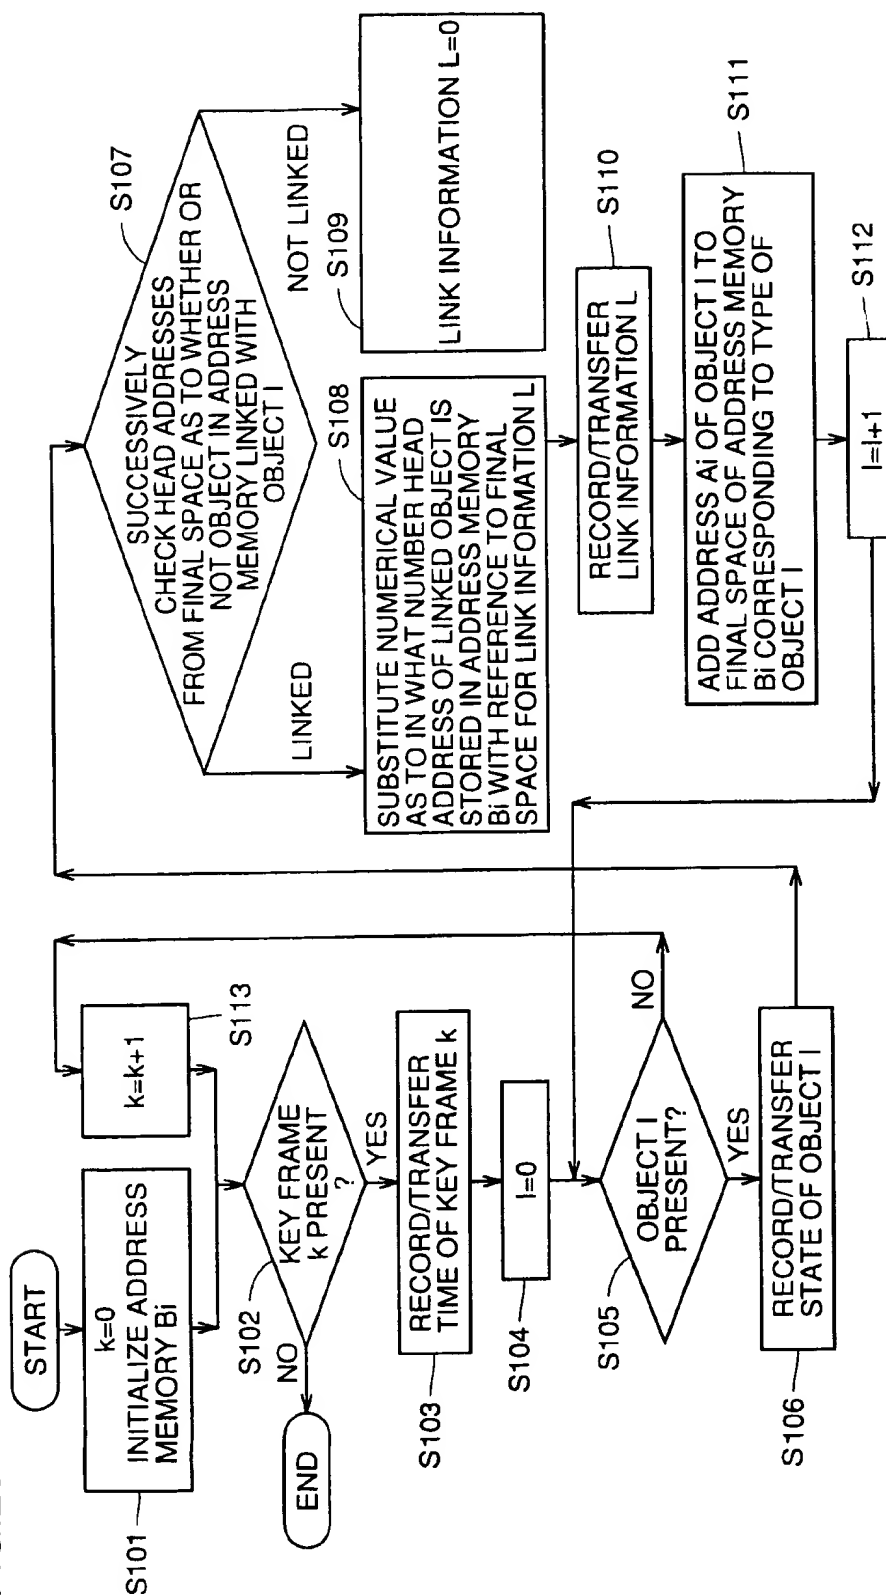 START
k=0
INITIALIZE ADDRESS
MEMORY Bi
S101
k=k+1
S113
KEY FRAME
k PRESENT
?
S102
NO
END
YES
RECORD/TRANSFER
TIME OF KEY FRAME k
S103
I=0
S104
OBJECT I
PRESENT?
S105
NO
YES
RECORD/TRANSFER
STATE OF OBJECT I
S106
SUCCESSIVELY
CHECK HEAD ADDRESSES
FROM FINAL SPACE AS TO WHETHER OR
NOT OBJECT IN ADDRESS
MEMORY LINKED WITH
OBJECT I
S107
LINKED
NOT LINKED
S108
SUBSTITUTE NUMERICAL VALUE
AS TO IN WHAT NUMBER HEAD
ADDRESS OF LINKED OBJECT IS
STORED IN ADDRESS MEMORY
Bi WITH REFERENCE TO FINAL
SPACE FOR LINK INFORMATION L
S109
LINK INFORMATION L=0
RECORD/TRANSFER
LINK INFORMATION L
S110
ADD ADDRESS Ai OF OBJECT I TO
FINAL SPACE OF ADDRESS MEMORY
Bi CORRESPONDING TO TYPE OF
OBJECT I
S111
I=I+1
S112